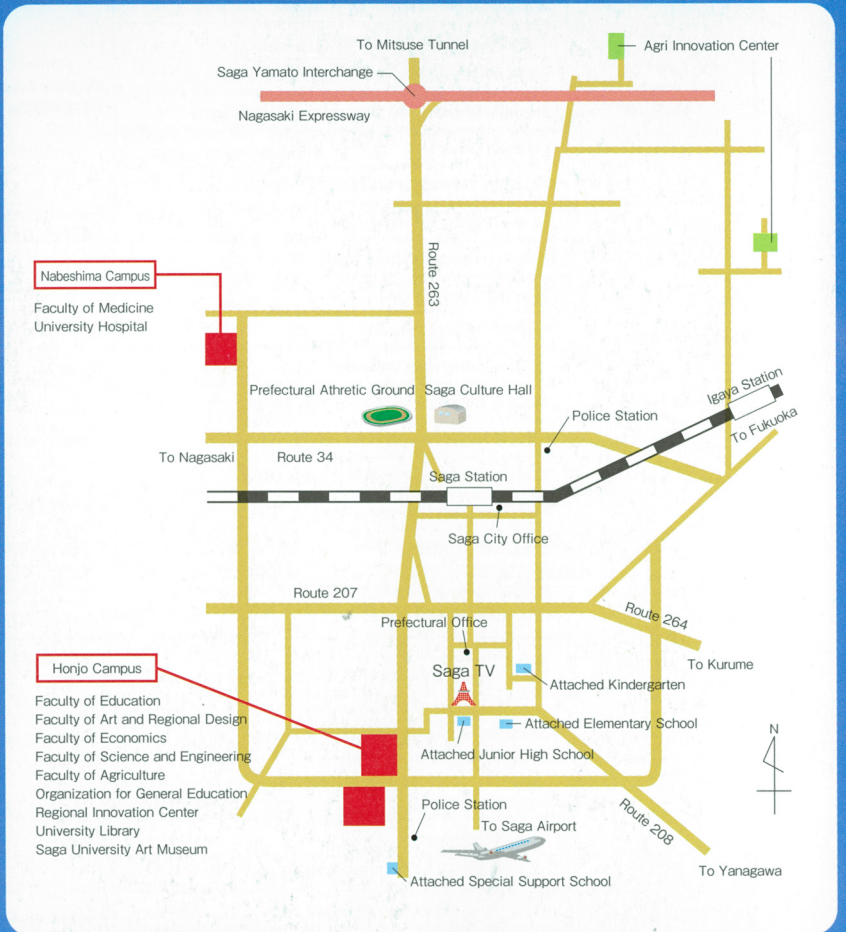 To Mitsuse Tunnel
Agri Innovation Center
Saga Yamato Interchange
Nagasaki Expressway
Route 263
Nabeshima Campus
Faculty of Medicine
University Hospital
Prefectural Athretic Ground
Saga Culture Hall
Igaya Station
Police Station
To Fukuoka
To Nagasaki
Route 34
Saga Station
Saga City Office
Route 207
Route 264
Prefectural Office
To Kurume
Honjo Campus
Saga TV
Attached Kindergarten
Faculty of Education
Faculty of Art and Regional Design
Faculty of Economics
Faculty of Science and Engineering
Faculty of Agriculture
Organization for General Education
Regional Innovation Center
University Library
Saga University Art Museum
Attached Elementary School
N
Attached Junior High School
Police Station
To Saga Airport
Route 208
To Yanagawa
Attached Special Support School